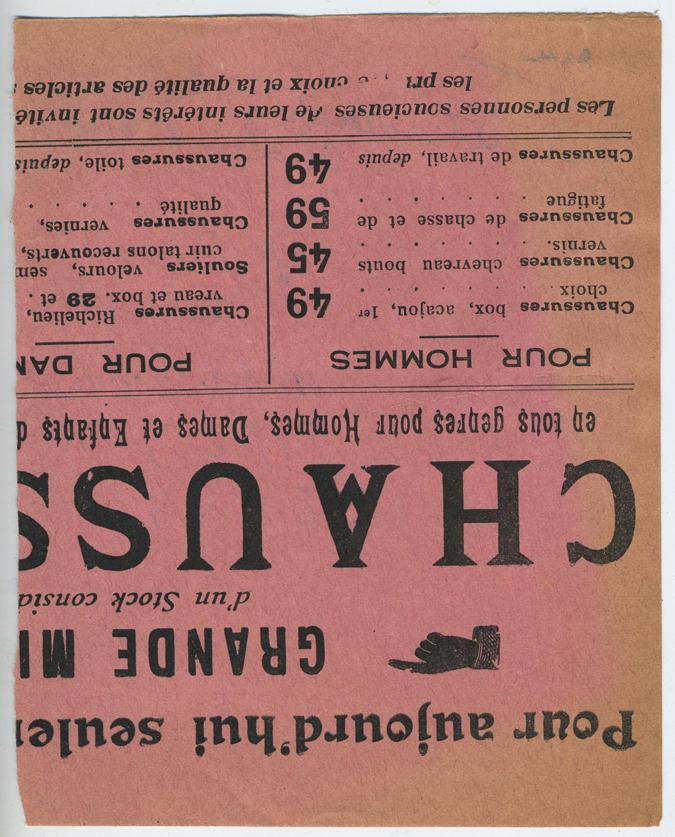 Pour aujourd'hui seulem
GRANDE MI
d'un Stock consid
CHAUSS
en tous genres pour Hommes, Dames et Enfants d
POUR HOMMES
Chaussures box, acajou, 1er
choix . . . . . . . 49
Chaussures chevreau bouts
vernis. . . . . . . 45
Chaussures de chasse et de
fatigue . . . . . . . 59
Chaussures de travail, depuis 49
POUR DAM
Chaussures Richelieu,
vreau et box. 29 et .
Souliers velours, sem
cuir talons recouverts,
Chaussures vernies,
qualité . . . . .
Chaussures toile, depuis
Les personnes soucieuses de leurs intérêts sont invité
les pri choix et la qualité des articles